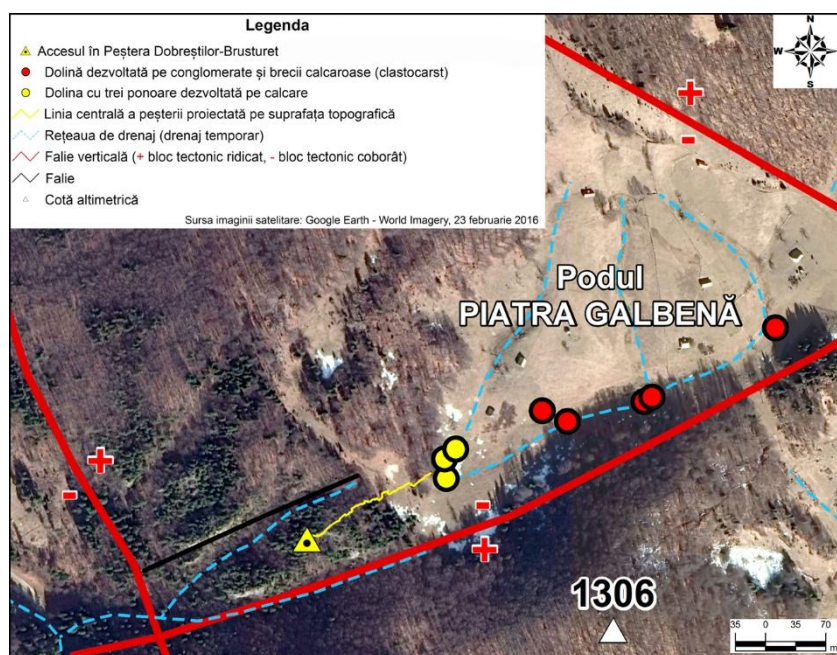 Legenda
Accesul în Peștera Dobreștilor-Brusturet
Dolină dezvoltată pe conglomerate și brecii calcaroase (clastocarst)
Dolina cu trei ponoare dezvoltată pe calcare
Linia centrală a peșterii proiectată pe suprafața topografică
Rețeaua de drenaj (drenaj temporar)
Falie verticală (+ bloc tectonic ridicat, - bloc tectonic coborât)
Falie
Cotă altimetrică
Sursa imaginii satelitare: Google Earth - World Imagery, 23 februarie 2016
N
W E
S
+
-
Podul
PIATRA GALBENĂ
+
-
-
+
1306
35 0 35 70
m